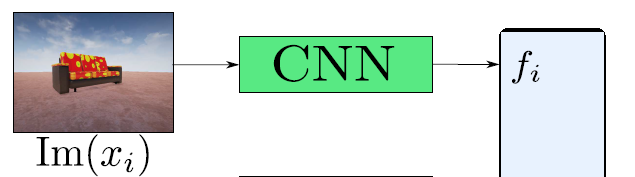 CNN
f_i
Im(x_i)